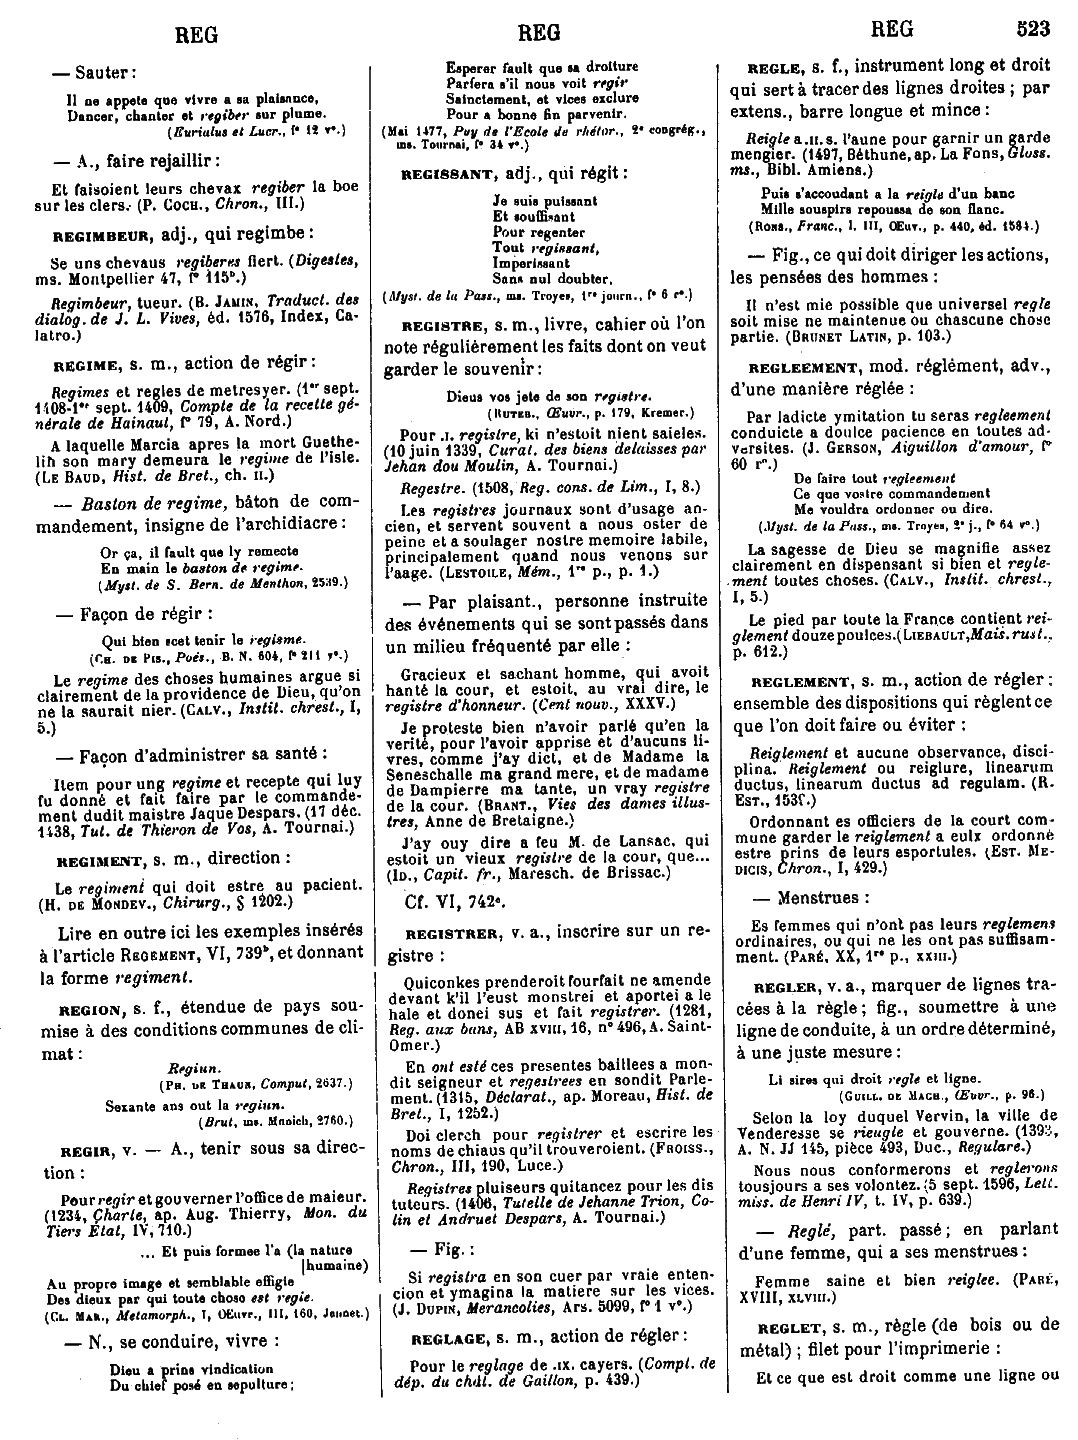 REG
REG
REG 523
— Sauter :
Il ne appete que vivre a sa plaisance,
Dancer, chanter et regiber sur plume.
(Eurialus et Lucr., f° 12 v°.)
— A., faire rejaillir :
Et faisoient leurs chevax regiber la boe
sur les clers. (P. COCH., Chron., III.)
REGIMBEUR, adj., qui regimbe :
Se uns chevaus regiberes fiert. (Digestes,
ms. Montpellier 47, f° 115ᵇ.)
Regimbeur, tueur. (B. JAMIN, Traduct. des
dialog. de J. L. Vives, éd. 1576, Index, Ca-
latro.)
REGIME, s. m., action de régir :
Regimes et regles de metresyer. (1ᵉʳ sept.
1408-1ᵉʳ sept. 1409, Compte de la recette gé-
nérale de Hainaut, f° 79, A. Nord.)
A laquelle Marcia apres la mort Guethe-
lin son mary demeura le regime de l'isle.
(LE BAUD, Hist. de Bret., ch. II.)
— Baston de regime, bâton de com-
mandement, insigne de l'archidiacre :
Or ça, il fault que ly remecte
En main le baston de regime.
(Myst. de S. Bern. de Menthon, 2539.)
— Façon de régir :
Qui bien scet tenir le regisme.
(CH. DE PIS., Poés., B. N. 604, f° 211 v°.)
Le regime des choses humaines argue si
clairement de la providence de Dieu, qu'on
ne la saurait nier. (CALV., Instit. chrest., I,
5.)
— Façon d'administrer sa santé :
Item pour ung regime et recepte qui luy
fu donné et fait faire par le commande-
ment dudit maistre Jaque Despars. (17 déc.
1438, Tut. de Thieron de Vos, A. Tournai.)
REGIMENT, s. m., direction :
Le regiment qui doit estre au pacient.
(H. DE MONDEV., Chirurg., § 1202.)
Lire en outre ici les exemples insérés
à l'article REGEMENT, VI, 739ᵇ, et donnant
la forme regiment.
REGION, s. f., étendue de pays sou-
mise à des conditions communes de cli-
mat :
Regiun.
(PH. DE THAUN, Comput, 2637.)
Sexante ans out la regiun.
(Brut, ms. Munich, 2760.)
REGIR, v. — A., tenir sous sa direc-
tion :
Pour regir et gouverner l'office de maieur.
(1234, Charte, ap. Aug. Thierry, Mon. du
Tiers État, IV, 710.)
... Et puis formee l'a (la nature
[humaine)
Au propre image et semblable effigie
Des dieux par qui toute chose est regie.
(CL. MAR., Metamorph., I, Œuvr., III, 160, Jannet.)
— N., se conduire, vivre :
Dieu a prins vindication
Du chief posé en sepulture ;
Esperer fault que sa droiture
Parfera s'il nous voit regir
Sainctement, et vices exclure
Pour a bonne fin parvenir.
(Mai 1477, Puy de l'Ecole de rhétor., 2ᵉ congrég.,
ms. Tournai, f° 34 v°.)
REGISSANT, adj., qui régit :
Je suis puissant
Et souffisant
Pour regenter
Tout regissant,
Imperissant
Sans nul doubter.
(Myst. de la Pass., ms. Troyes, 1ʳᵉ journ., f° 6 r°.)
REGISTRE, s. m., livre, cahier où l'on
note régulièrement les faits dont on veut
garder le souvenir :
Dieus vos jete de son registre.
(RUTEB., Œuvr., p. 179, Kremer.)
Pour .I. registre, ki n'estoit nient saieles.
(10 juin 1339, Curat. des biens delaisses par
Jehan dou Moulin, A. Tournai.)
Regestre. (1508, Reg. cons. de Lim., I, 8.)
Les registres journaux sont d'usage an-
cien, et servent souvent a nous oster de
peine et a soulager nostre memoire labile,
principalement quand nous venons sur
l'aage. (LESTOILE, Mém., 1ʳᵉ p., p. 1.)
— Par plaisant., personne instruite
des événements qui se sont passés dans
un milieu fréquenté par elle :
Gracieux et sachant homme, qui avoit
hanté la cour, et estoit, au vrai dire, le
registre d'honneur. (Cent nouv., XXXV.)
Je proteste bien n'avoir parlé qu'en la
verité, pour l'avoir apprise et d'aucuns li-
vres, comme j'ay dict, et de Madame la
Seneschalle ma grand mere, et de madame
de Dampierre ma tante, un vray registre
de la cour. (BRANT., Vies des dames illus-
tres, Anne de Bretaigne.)
J'ay ouy dire a feu M. de Lansac, qui
estoit un vieux registre de la cour, que...
(ID., Capit. fr., Maresch. de Brissac.)
Cf. VI, 742ᵃ.
REGISTRER, v. a., inscrire sur un re-
gistre :
Quiconkes prenderoit fourfait ne amende
devant k'il l'eust monstrei et aportei a le
hale et donei sus et fait registrer. (1281,
Reg. aux bans, AB XVIII, 16, n° 496, A. Saint-
Omer.)
En ont esté ces presentes baillees a mon-
dit seigneur et regestrees en sondit Parle-
ment. (1315, Déclarat., ap. Moreau, Hist. de
Bret., I, 1252.)
Doi clerch pour registrer et escrire les
noms de chiaus qu'il trouveroient. (FROISS.,
Chron., III, 190, Luce.)
Registres pluiseurs quitancez pour les dis
tuteurs. (1406, Tutelle de Jehanne Trion, Co-
lin et Andruet Despars, A. Tournai.)
— Fig. :
Si registra en son cuer par vraie enten-
cion et ymagina la matiere sur les vices.
(J. DUPIN, Merancolies, Ars. 5099, f° 1 v°.)
REGLAGE, s. m., action de régler :
Pour le reglage de .IX. cayers. (Compt. de
dép. du chât. de Gaillon, p. 439.)
REGLE, s. f., instrument long et droit
qui sert à tracer des lignes droites ; par
extens., barre longue et mince :
Reigle a .II. s. l'aune pour garnir un garde
mengier. (1497, Béthune, ap. La Fons, Gloss.
ms., Bibl. Amiens.)
Puis s'accoudant a la reigle d'un banc
Mille souspirs repoussa de son flanc.
(RONS., Franc., l. III, Œuv., p. 440, éd. 1584.)
— Fig., ce qui doit diriger les actions,
les pensées des hommes :
Il n'est mie possible que universel regle
soit mise ne maintenue ou chascune chose
partie. (BRUNET LATIN, p. 103.)
REGLEEMENT, mod. réglément, adv.,
d'une manière réglée :
Par ladicte ymitation tu seras regleement
conduicte a doulce pacience en toutes ad-
versites. (J. GERSON, Aiguillon d'amour, f°
60 r°.)
De faire tout regleement
Ce que vostre commandement
Me vouldra ordonner ou dire.
(Myst. de la Pass., ms. Troyes, 2ᵉ j., f° 64 v°.)
La sagesse de Dieu se magnifie assez
clairement en dispensant si bien et regle-
ment toutes choses. (CALV., Instit. chrest.,
I, 5.)
Le pied par toute la France contient rei-
glement douze poulces. (LIEBAULT, Mais. rust.,
p. 612.)
REGLEMENT, s. m., action de régler ;
ensemble des dispositions qui règlent ce
que l'on doit faire ou éviter :
Reiglement et aucune observance, disci-
plina. Reiglement ou reiglure, linearum
ductus, linearum ductus ad regulam. (R.
EST., 1539.)
Ordonnant es officiers de la court com-
mune garder le reiglement a eulx ordonné
estre prins de leurs esportules. (EST. ME-
DICIS, Chron., I, 429.)
— Menstrues :
Es femmes qui n'ont pas leurs reglemens
ordinaires, ou qui ne les ont pas suffisam-
ment. (PARÉ, XX, 1ʳᵉ p., XXIII.)
REGLER, v. a., marquer de lignes tra-
cées à la règle ; fig., soumettre à une
ligne de conduite, à un ordre déterminé,
à une juste mesure :
Li sires qui droit regle et ligne.
(GUILL. DE MACH., Œuvr., p. 96.)
Selon la loy duquel Vervin, la ville de
Venderesse se rieugle et gouverne. (1393,
A. N. JJ 145, pièce 493, Duc., Regulare.)
Nous nous conformerons et reglerons
tousjours a ses volontez. (5 sept. 1596, Lett.
miss. de Henri IV, t. IV, p. 639.)
— Reglé, part. passé ; en parlant
d'une femme, qui a ses menstrues :
Femme saine et bien reiglee. (PARÉ,
XVIII, XLVIII.)
REGLET, s. m., règle (de bois ou de
métal) ; filet pour l'imprimerie :
Et ce que est droit comme une ligne ou